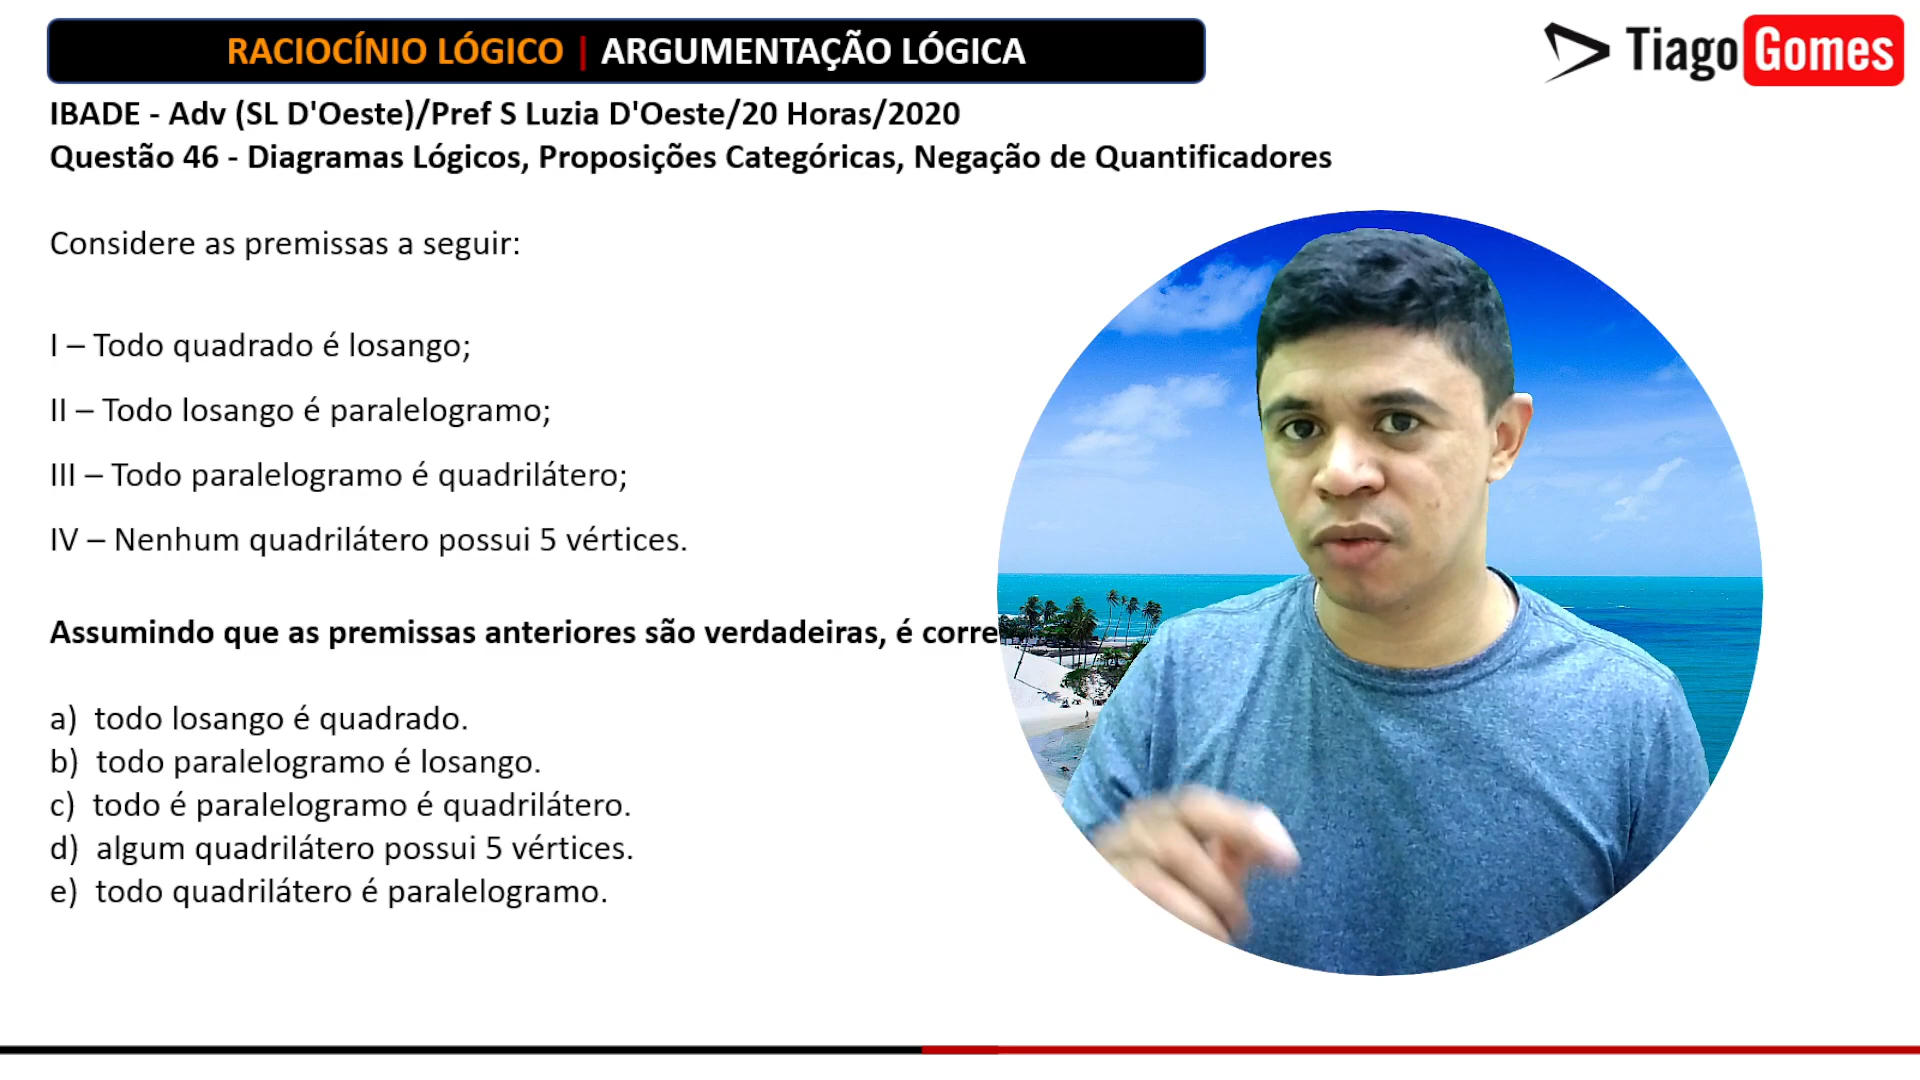 RACIOCÍNIO LÓGICO | ARGUMENTAÇÃO LÓGICA
Tiago Gomes
IBADE - Adv (SL D'Oeste)/Pref S Luzia D'Oeste/20 Horas/2020
Questão 46 - Diagramas Lógicos, Proposições Categóricas, Negação de Quantificadores
Considere as premissas a seguir:
I – Todo quadrado é losango;
II – Todo losango é paralelogramo;
III – Todo paralelogramo é quadrilátero;
IV – Nenhum quadrilátero possui 5 vértices.
Assumindo que as premissas anteriores são verdadeiras, é corre
a) todo losango é quadrado.
b) todo paralelogramo é losango.
c) todo é paralelogramo é quadrilátero.
d) algum quadrilátero possui 5 vértices.
e) todo quadrilátero é paralelogramo.